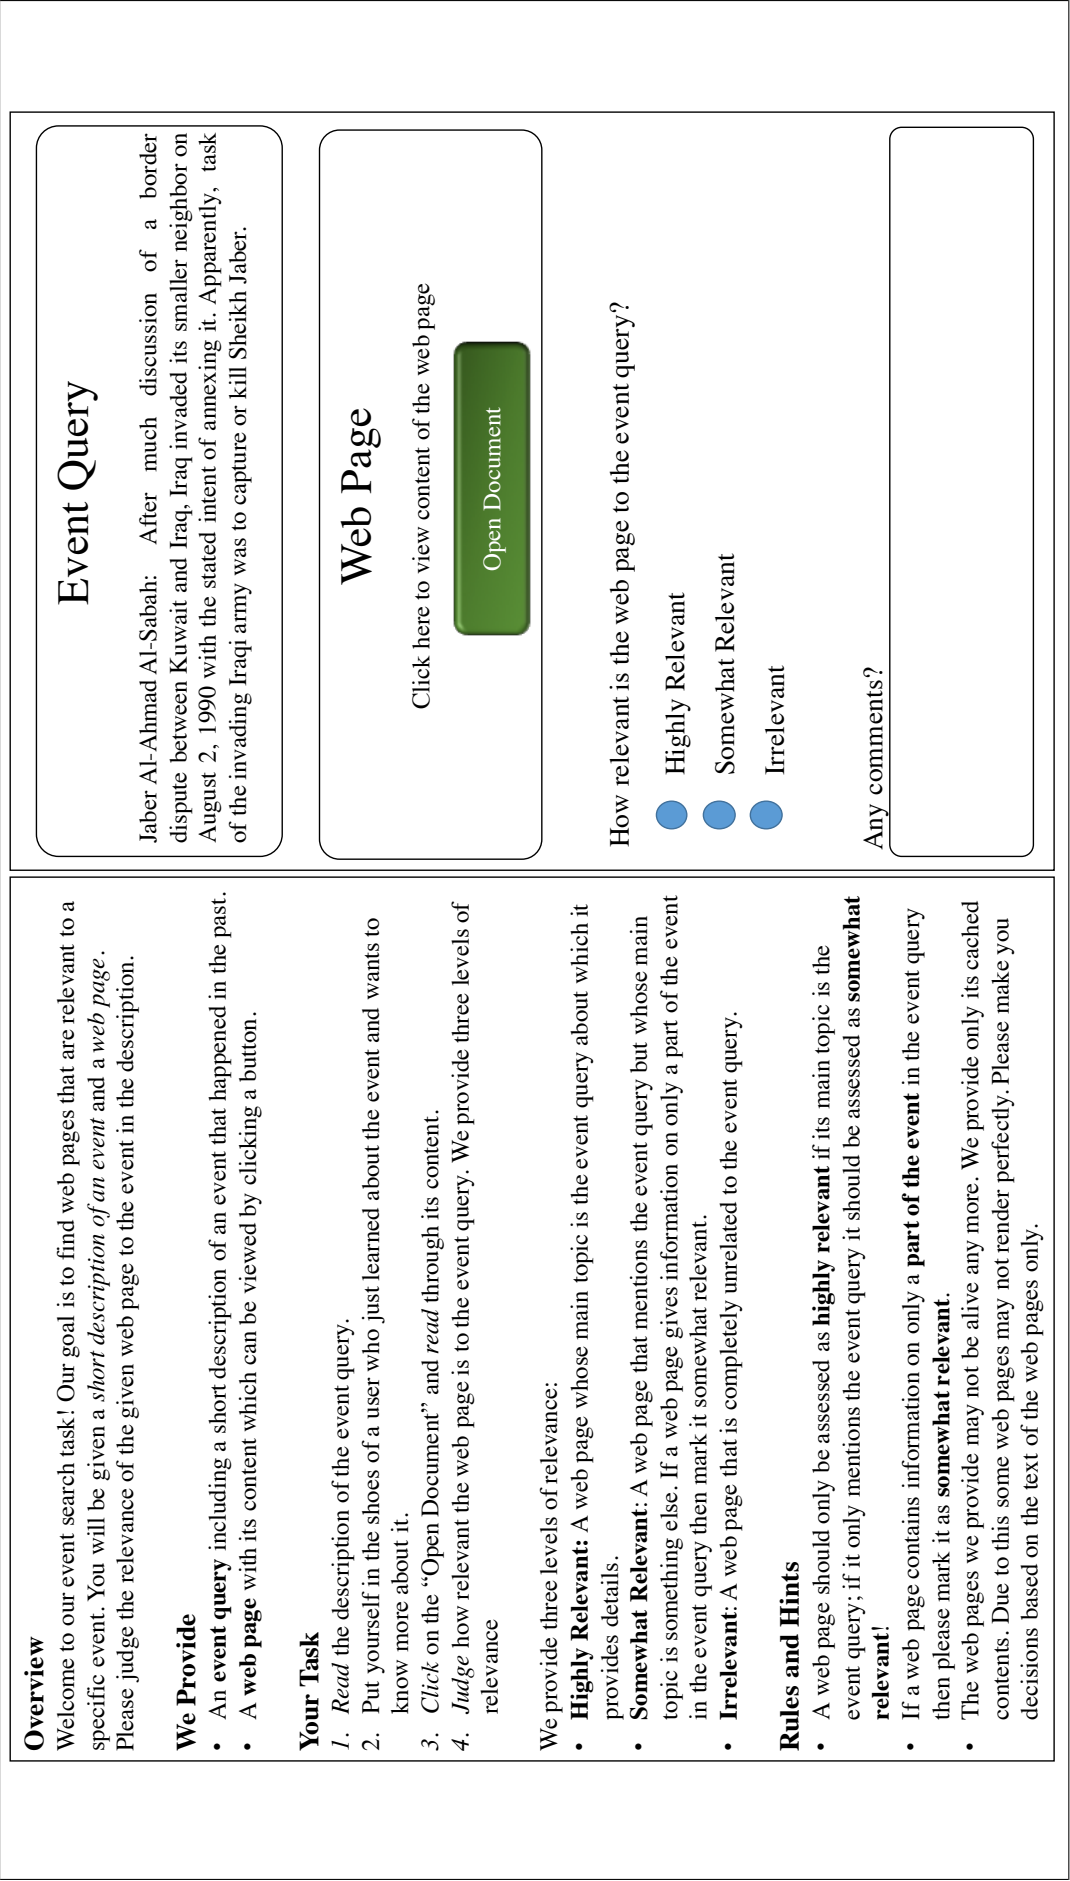 Overview
Welcome to our event search task! Our goal is to find web pages that are relevant to a
specific event. You will be given a short description of an event and a web page.
Please judge the relevance of the given web page to the event in the description.
We Provide
• An event query including a short description of an event that happened in the past.
• A web page with its content which can be viewed by clicking a button.
Your Task
1. Read the description of the event query.
2. Put yourself in the shoes of a user who just learned about the event and wants to
know more about it.
3. Click on the “Open Document” and read through its content.
4. Judge how relevant the web page is to the event query. We provide three levels of
relevance
We provide three levels of relevance:
• Highly Relevant: A web page whose main topic is the event query about which it
provides details.
• Somewhat Relevant: A web page that mentions the event query but whose main
topic is something else. If a web page gives information on only a part of the event
in the event query then mark it somewhat relevant.
• Irrelevant: A web page that is completely unrelated to the event query.
Rules and Hints
• A web page should only be assessed as highly relevant if its main topic is the
event query; if it only mentions the event query it should be assessed as somewhat
relevant!
• If a web page contains information on only a part of the event in the event query
then please mark it as somewhat relevant.
• The web pages we provide may not be alive any more. We provide only its cached
contents. Due to this some web pages may not render perfectly. Please make you
decisions based on the text of the web pages only.
Event Query
Jaber Al-Ahmad Al-Sabah: After much discussion of a border
dispute between Kuwait and Iraq, Iraq invaded its smaller neighbor on
August 2, 1990 with the stated intent of annexing it. Apparently, task
of the invading Iraqi army was to capture or kill Sheikh Jaber.
Web Page
Click here to view content of the web page
Open Document
How relevant is the web page to the event query?
Highly Relevant
Somewhat Relevant
Irrelevant
Any comments?